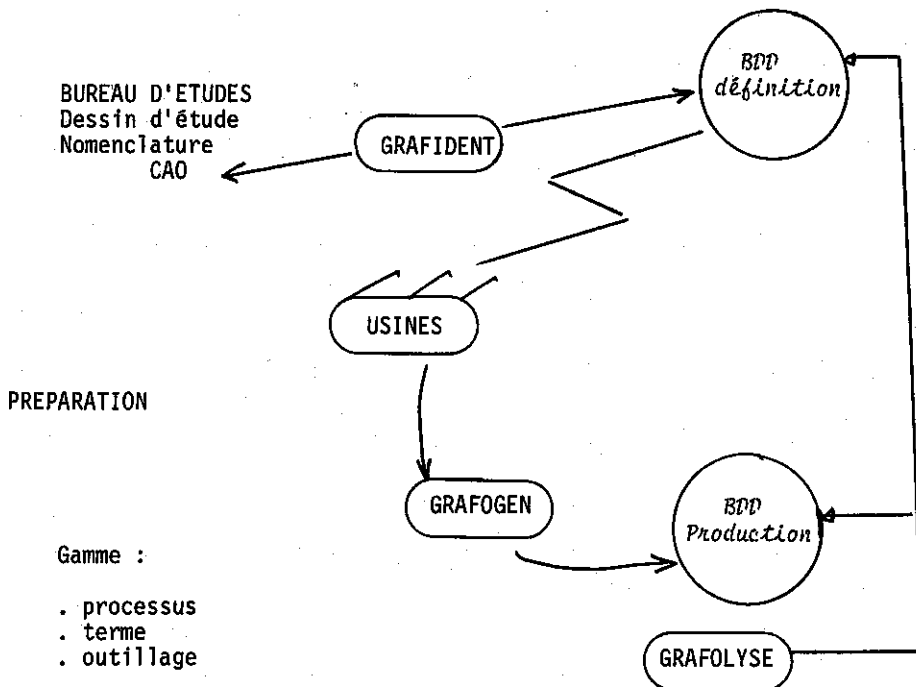 BUREAU D'ETUDES
Dessin d'étude
Nomenclature
CAO
GRAFIDENT
BDD
définition
USINES
PREPARATION
GRAFOGEN
BDD
Production
Gamme :
. processus
. terme
. outillage
GRAFOLYSE